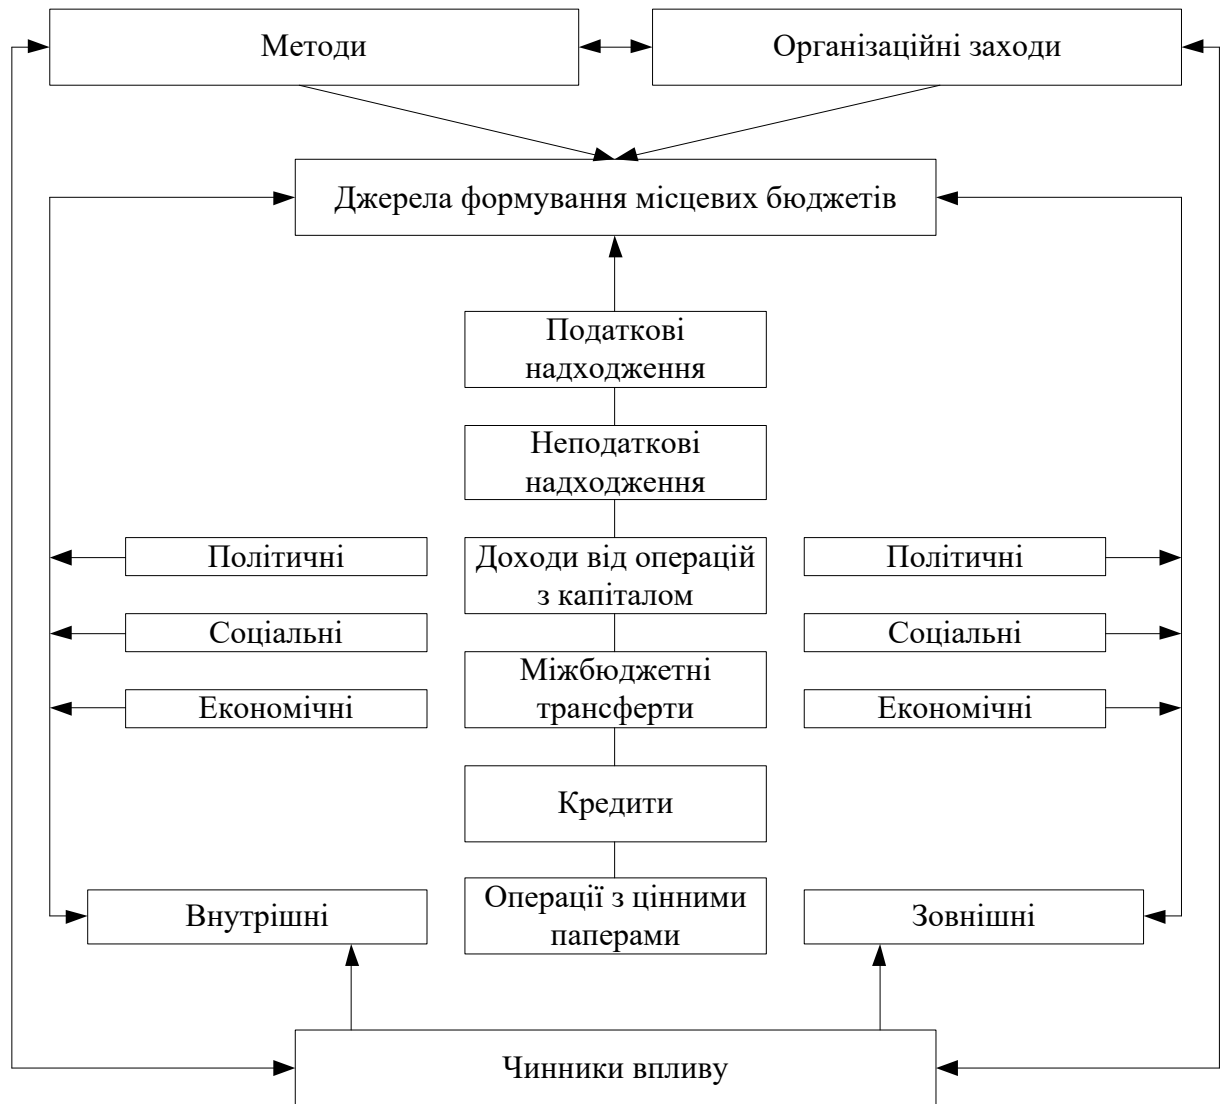 Методи
Організаційні заходи
Джерела формування місцевих бюджетів
Податкові
надходження
Неподаткові
надходження
Політичні
Доходи від операцій
з капіталом
Політичні
Соціальні
Соціальні
Міжбюджетні
трансферти
Економічні
Економічні
Кредити
Внутрішні
Операції з цінними
паперами
Зовнішні
Чинники впливу